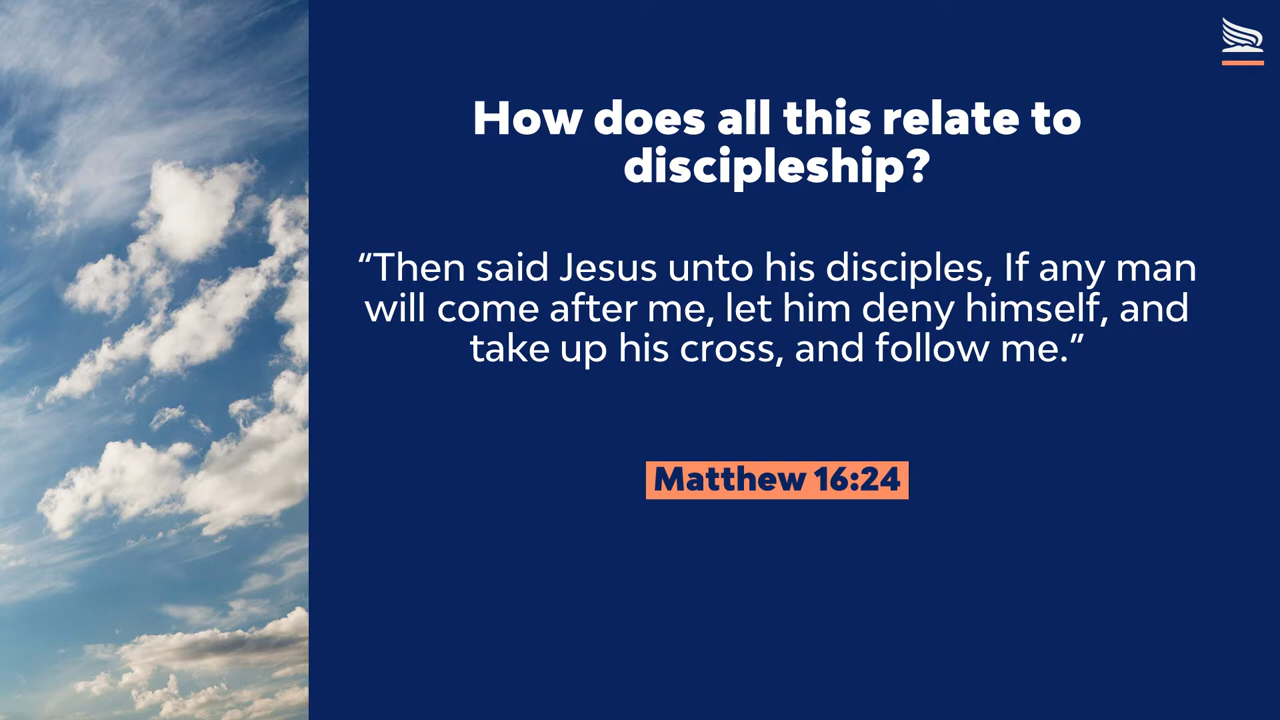 How does all this relate to
discipleship?
“Then said Jesus unto his disciples, If any man
will come after me, let him deny himself, and
take up his cross, and follow me.”
Matthew 16:24